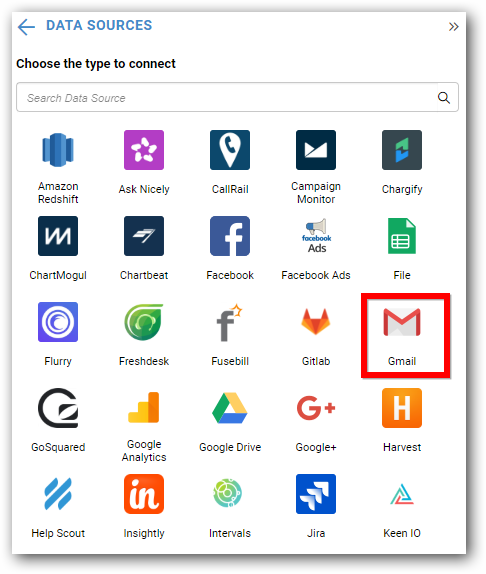 DATA SOURCES
Choose the type to connect
Search Data Source
Amazon
Redshift
Ask Nicely
CallRail
Campaign
Monitor
Chargify
ChartMogul
Chartbeat
Facebook
facebook
Ads
Facebook Ads
File
Flurry
Freshdesk
f
Fusebill
Gitlab
Gmail
GoSquared
Google
Analytics
Google Drive
G+
Google+
H
Harvest
Help Scout
in
Insightly
Intervals
Jira
Keen IO